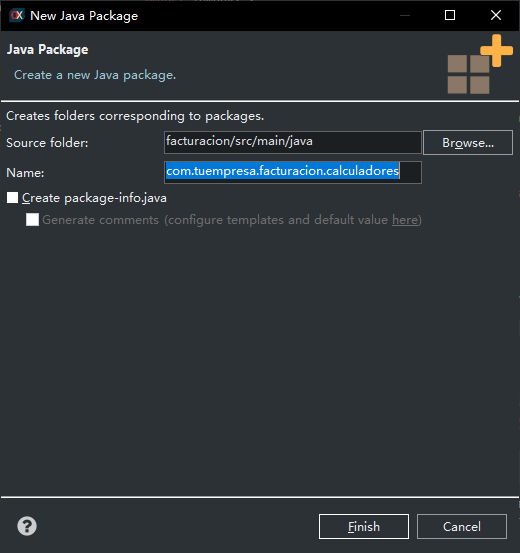 New Java Package
Java Package
Create a new Java package.
Creates folders corresponding to packages.
Source folder: facturacion/src/main/java Browse...
Name: com.tuempresa.facturacion.calculadores
Create package-info.java
Generate comments (configure templates and default value here)
? Finish Cancel